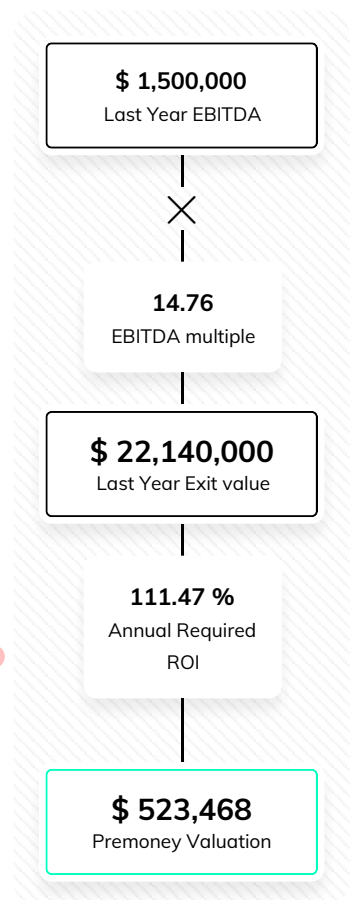 $ 1,500,000
Last Year EBITDA
14.76
EBITDA multiple
$ 22,140,000
Last Year Exit value
111.47 %
Annual Required
ROI
$ 523,468
Premoney Valuation